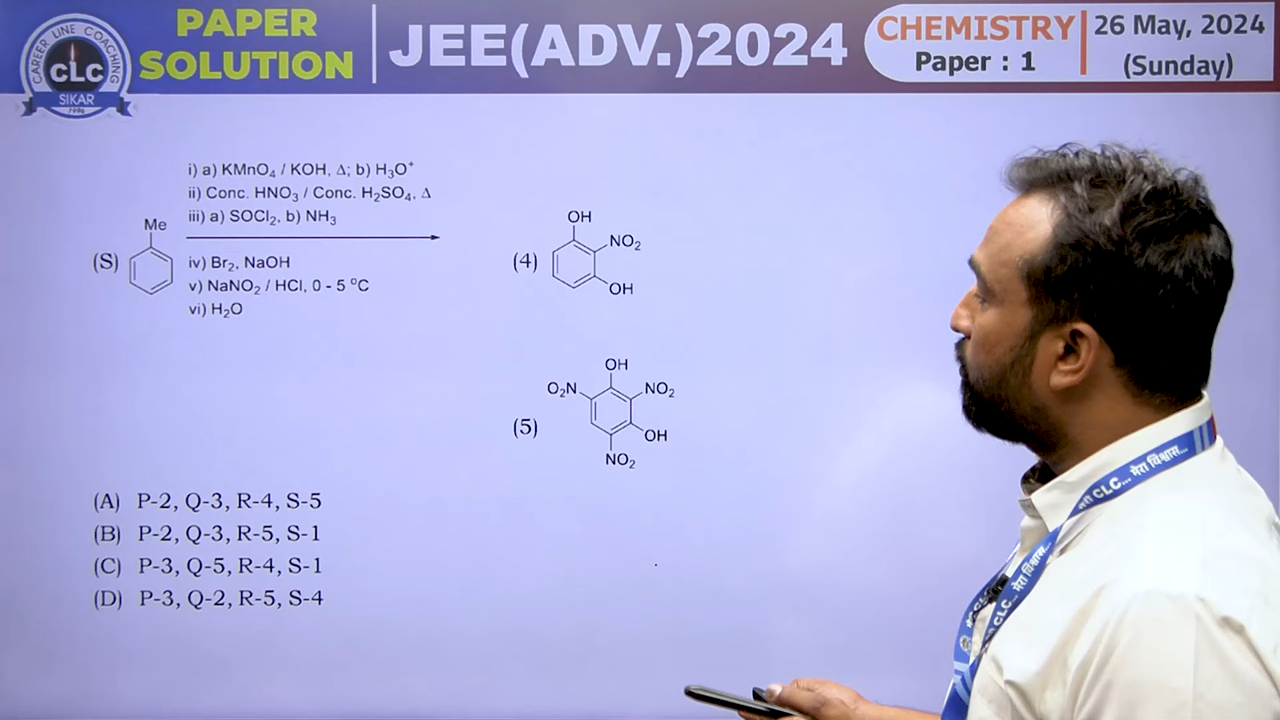 CAREER LINE COACHING
CLC
SIKAR
1996
PAPER
SOLUTION
JEE(ADV.)2024
CHEMISTRY
Paper : 1
26 May, 2024
(Sunday)
(S)
Me
i) a) KMnO₄ / KOH, Δ; b) H₃O⁺
ii) Conc. HNO₃ / Conc. H₂SO₄, Δ
iii) a) SOCl₂, b) NH₃
iv) Br₂, NaOH
v) NaNO₂ / HCl, 0 - 5 °C
vi) H₂O
(4)
OH
NO₂
OH
(5)
OH
O₂N
NO₂
OH
NO₂
(A) P-2, Q-3, R-4, S-5
(B) P-2, Q-3, R-5, S-1
(C) P-3, Q-5, R-4, S-1
(D) P-3, Q-2, R-5, S-4
CLC... मेरा विश्वास...
CLC... मेरा विश्वास...